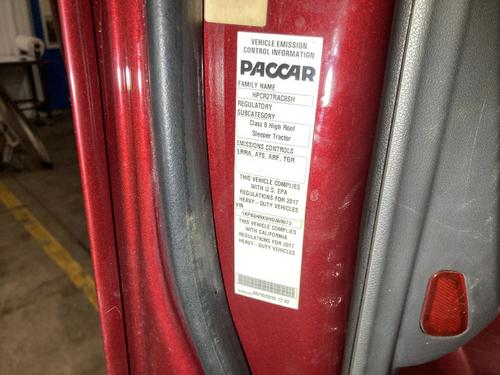 VEHICLE EMISSION
CONTROL INFORMATION
PACCAR
FAMILY NAME
HPCR2TRAC8SH
REGULATORY
SUBCATEGORY
Class 8 High Roof
Sleeper Tractor
EMISSIONS CONTROLS
LRRA, ATS, ARF, TGR
THIS VEHICLE COMPLIES
WITH U.S. EPA
REGULATIONS FOR 2017
HEAVY-DUTY VEHICLES
VIN
THIS VEHICLE COMPLIES
WITH CALIFORNIA
REGULATIONS FOR 2017
HEAVY-DUTY VEHICLES